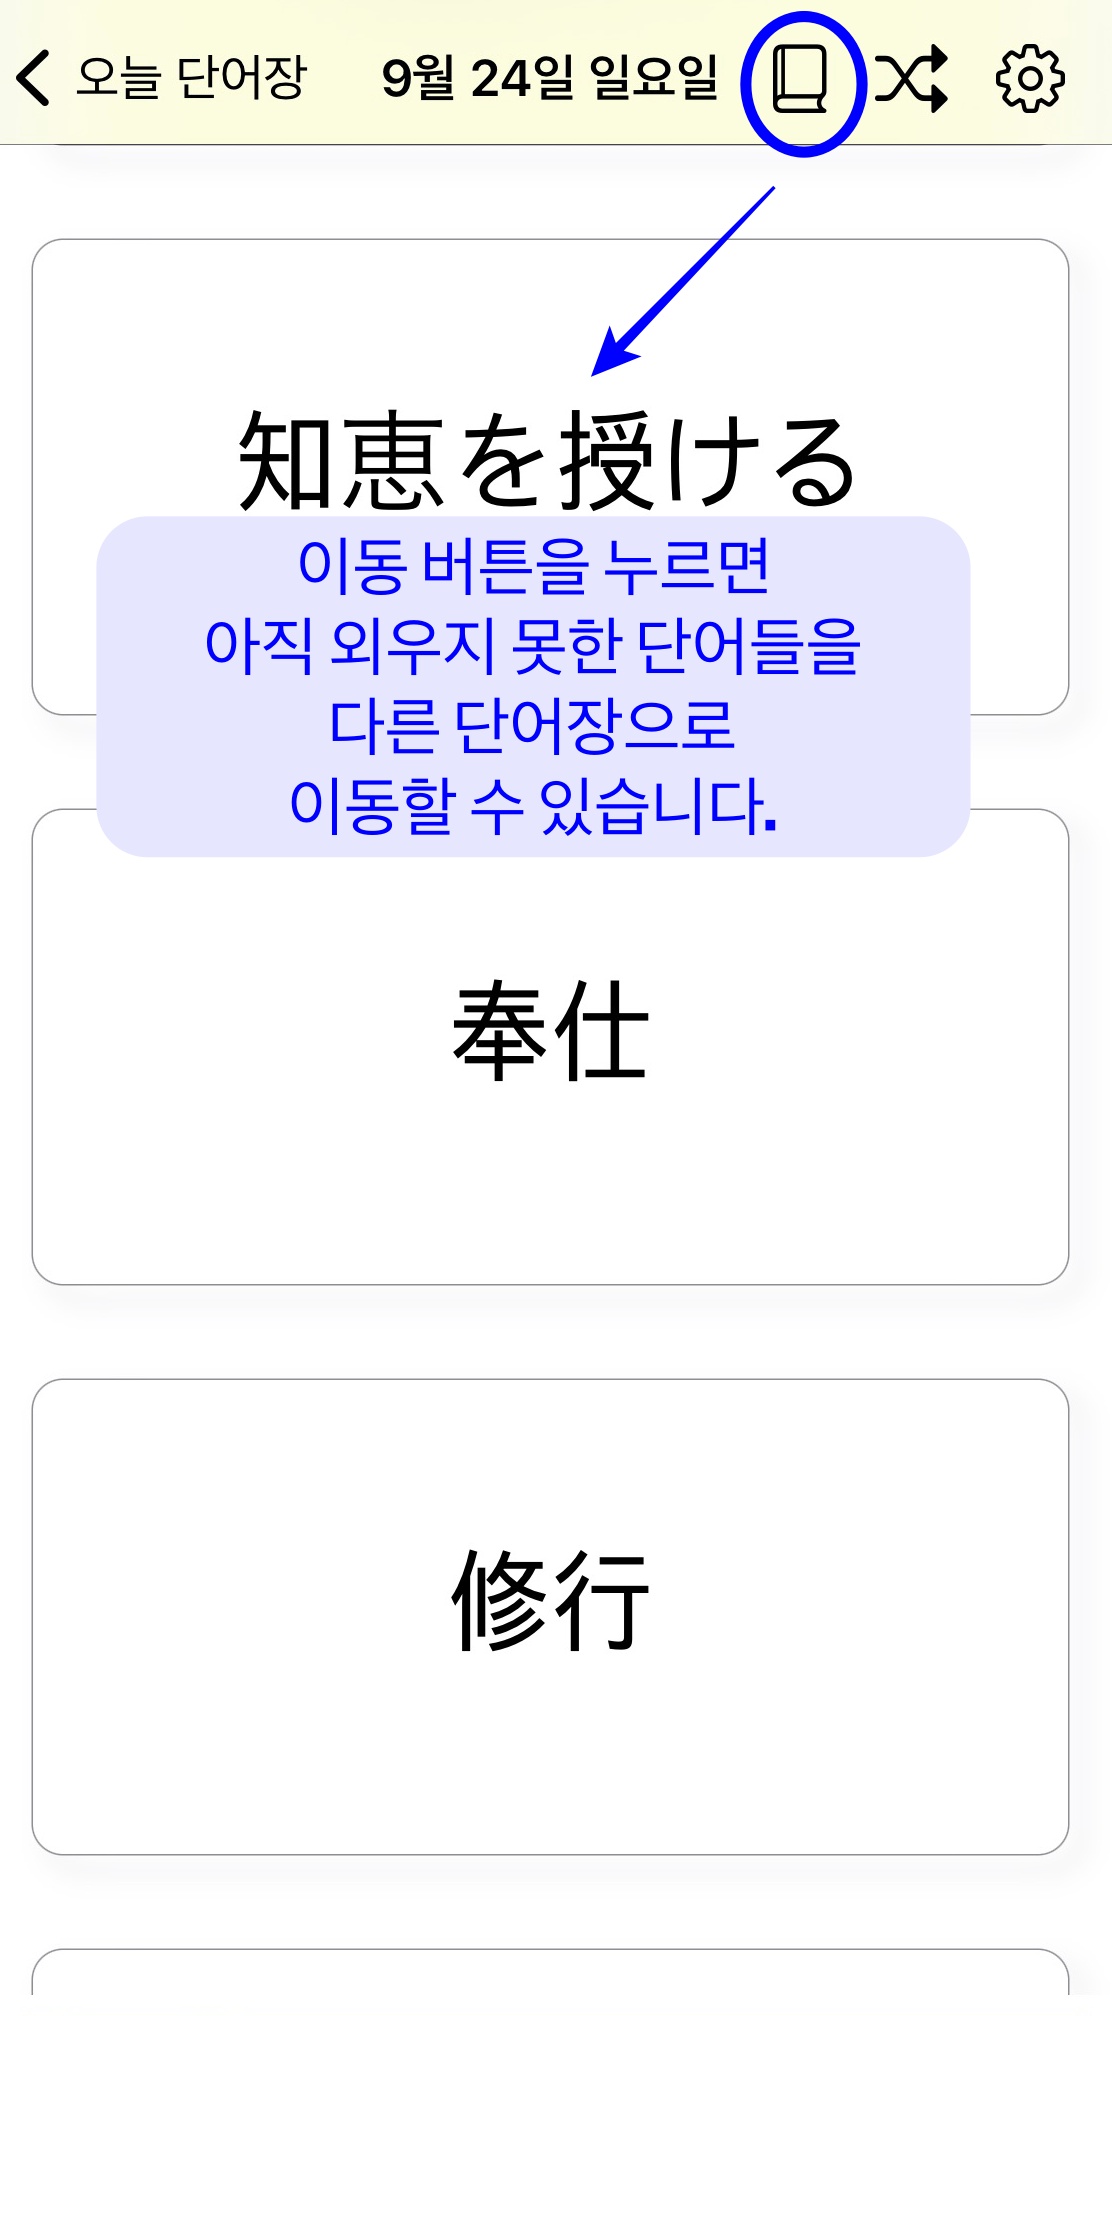 오늘 단어장 9월 24일 일요일
知恵を授ける
이동 버튼을 누르면
아직 외우지 못한 단어들을
다른 단어장으로
이동할 수 있습니다.
奉仕
修行